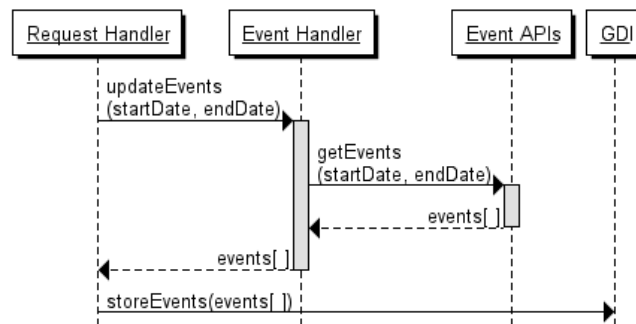 Request Handler
Event Handler
Event APIs
GDI
updateEvents
(startDate, endDate)
getEvents
(startDate, endDate)
events[ ]
events[ ]
storeEvents(events[ ])